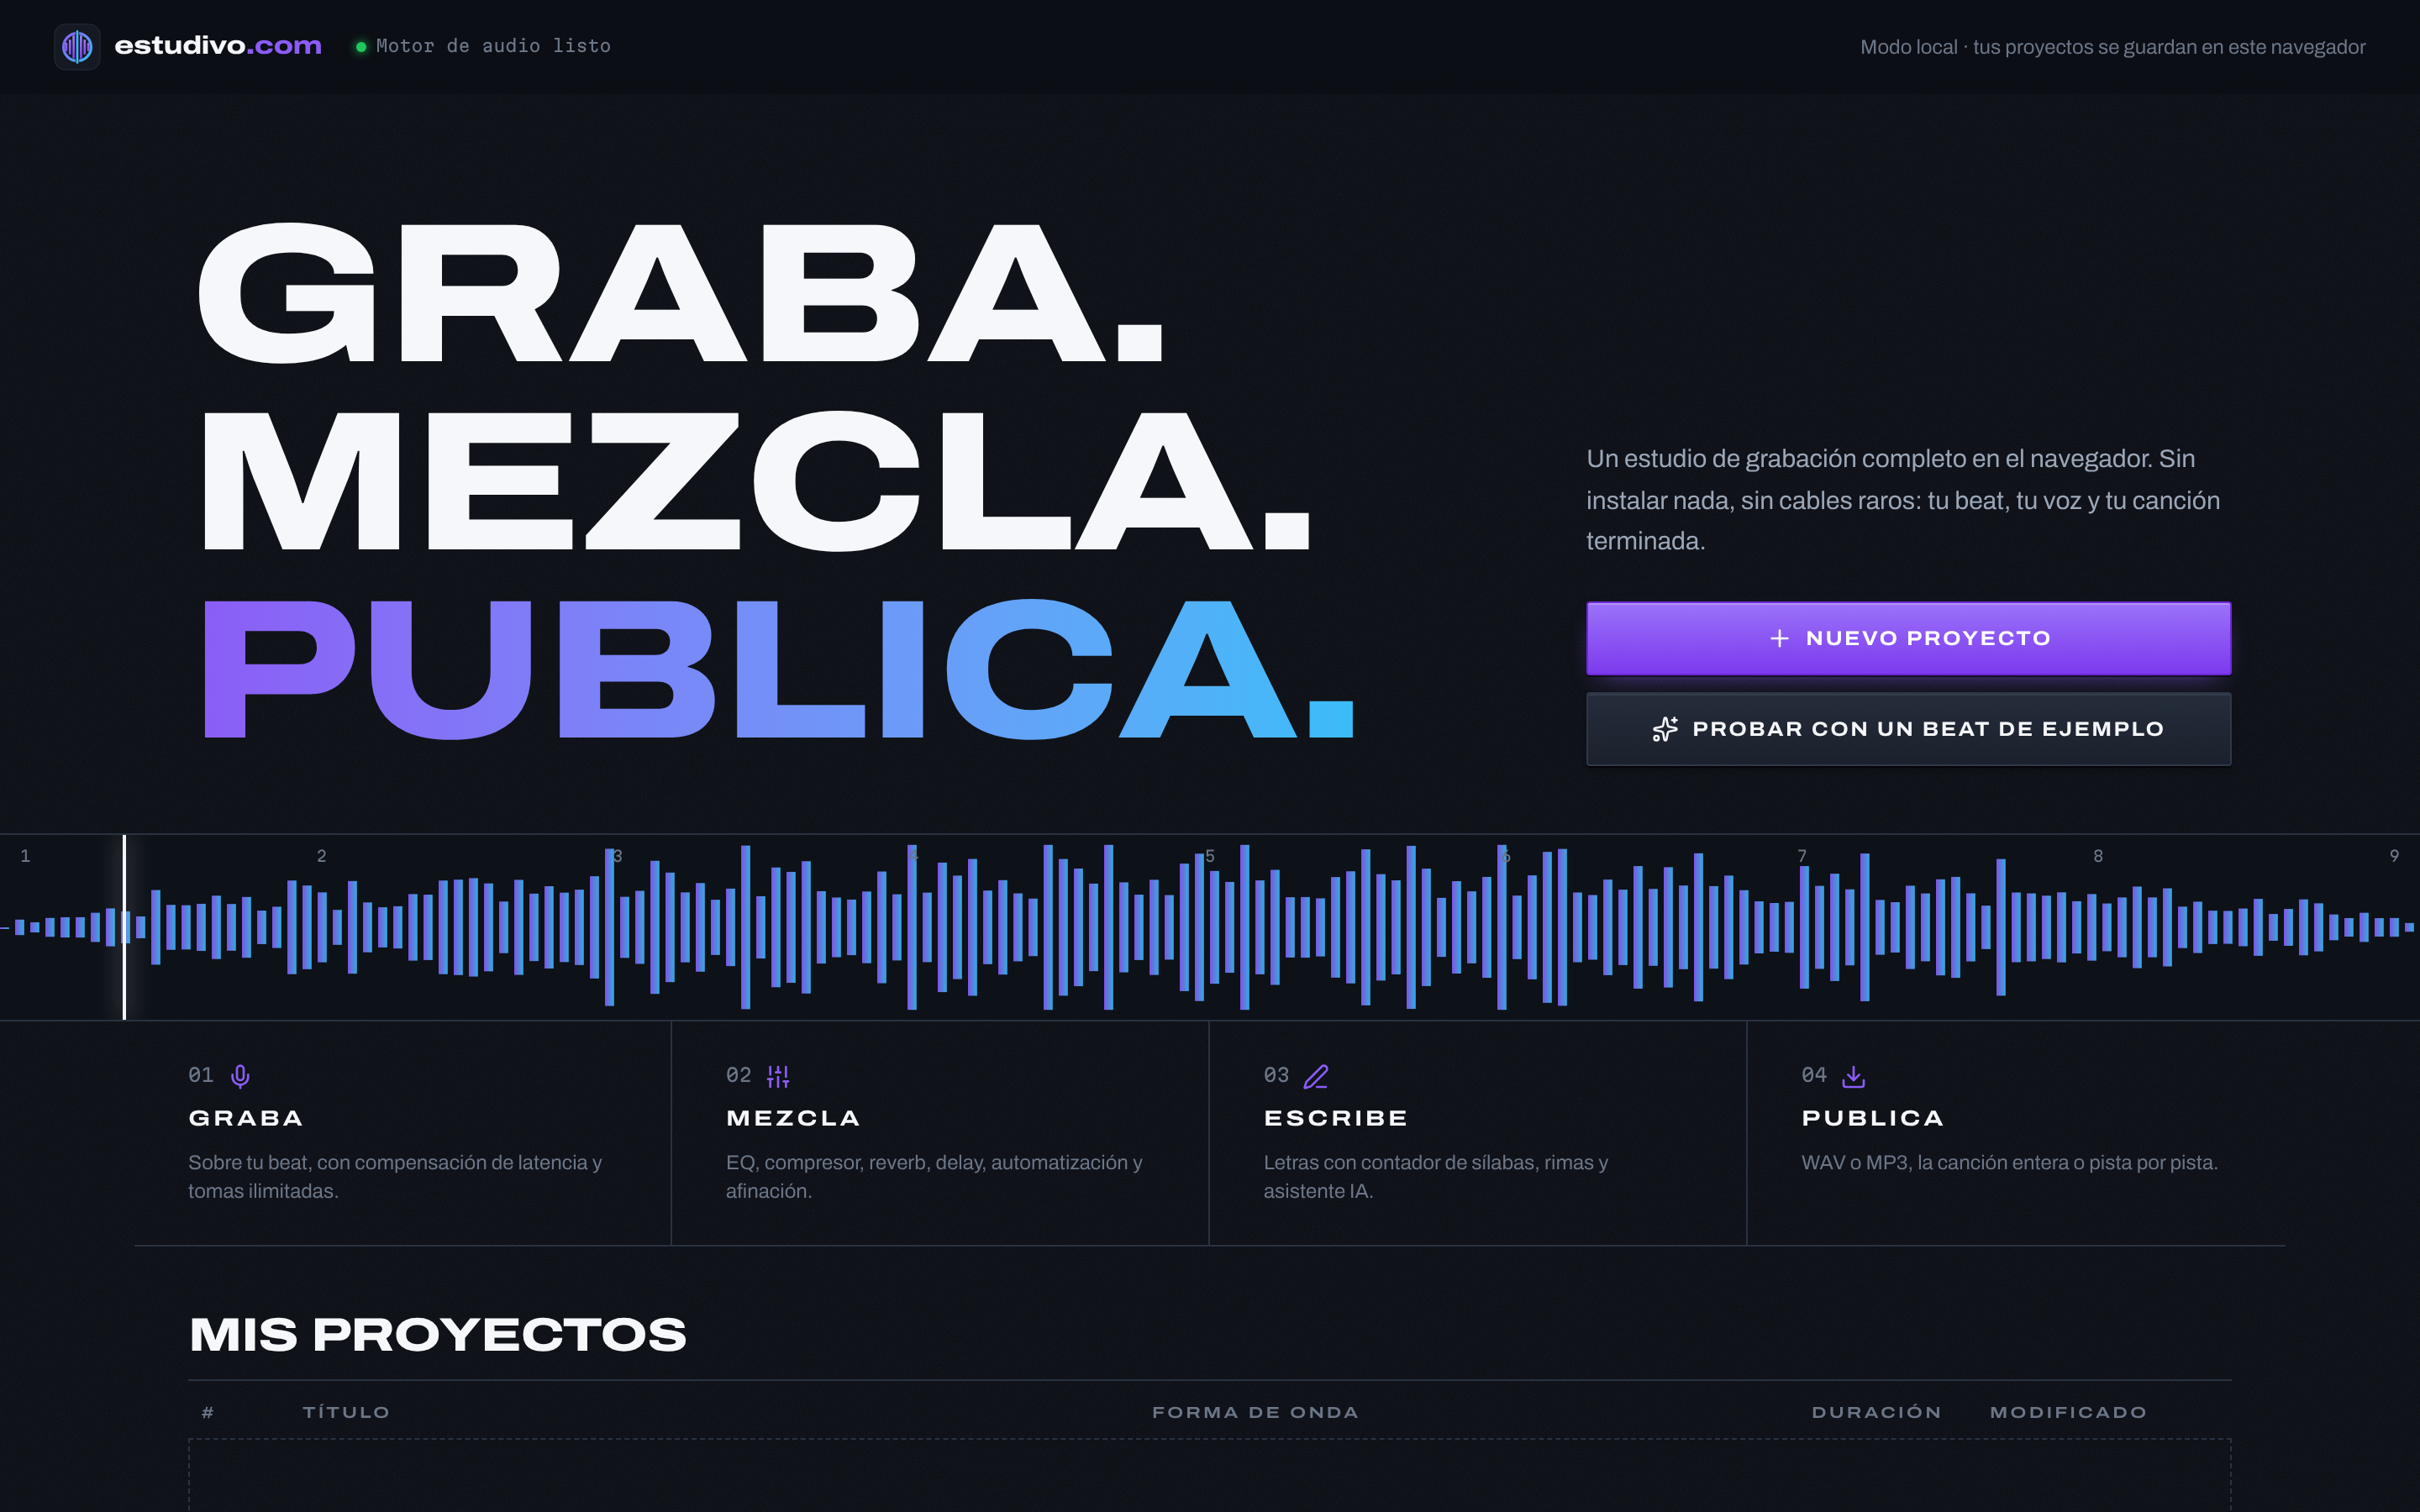 estudivo.com
Motor de audio listo
Modo local · tus proyectos se guardan en este navegador
GRABA.
MEZCLA.
PUBLICA.
Un estudio de grabación completo en el navegador. Sin
instalar nada, sin cables raros: tu beat, tu voz y tu canción
terminada.
NUEVO PROYECTO
PROBAR CON UN BEAT DE EJEMPLO
1 2 3 4 5 6 7 8 9
01
GRABA
Sobre tu beat, con compensación de latencia y
tomas ilimitadas.
02
MEZCLA
EQ, compresor, reverb, delay, automatización y
afinación.
03
ESCRIBE
Letras con contador de sílabas, rimas y
asistente IA.
04
PUBLICA
WAV o MP3, la canción entera o pista por pista.
MIS PROYECTOS
# TÍTULO FORMA DE ONDA DURACIÓN MODIFICADO